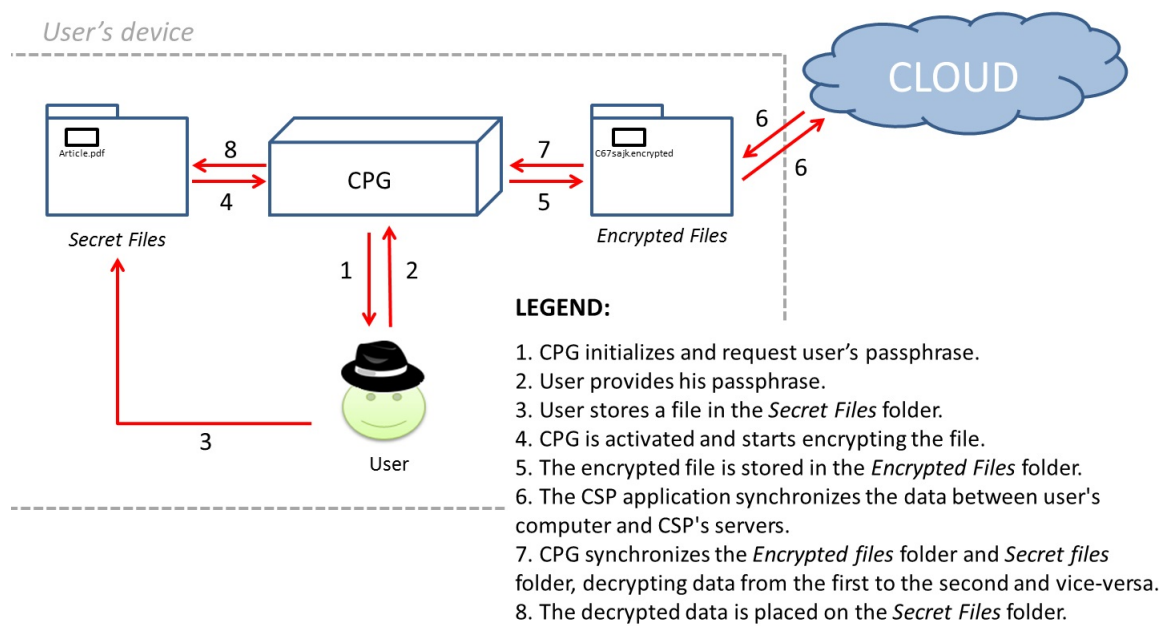 User's device
CLOUD
6
6
Article.pdf
8
4
CPG
7
5
C67sajk.encrypted
Secret Files
Encrypted Files
1
2
3
User
LEGEND:
1. CPG initializes and request user's passphrase.
2. User provides his passphrase.
3. User stores a file in the Secret Files folder.
4. CPG is activated and starts encrypting the file.
5. The encrypted file is stored in the Encrypted Files folder.
6. The CSP application synchronizes the data between user's
computer and CSP's servers.
7. CPG synchronizes the Encrypted files folder and Secret files
folder, decrypting data from the first to the second and vice-versa.
8. The decrypted data is placed on the Secret Files folder.